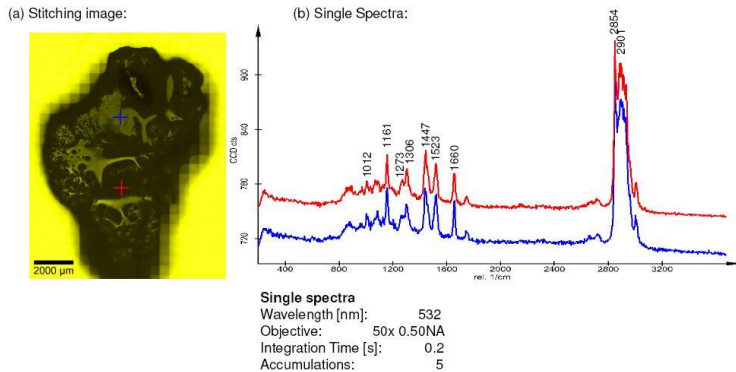 (a) Stitching image:
2000 µm
(b) Single Spectra:
2854
2901
1012
1161
1273
1306
1447
1523
1660
CCD cts
900
840
780
720
400 800 1200 1600 2000 2400 2800 3200
rel. 1/cm
Single spectra
Wavelength [nm]: 532
Objective: 50x 0.50NA
Integration Time [s]: 0.2
Accumulations: 5